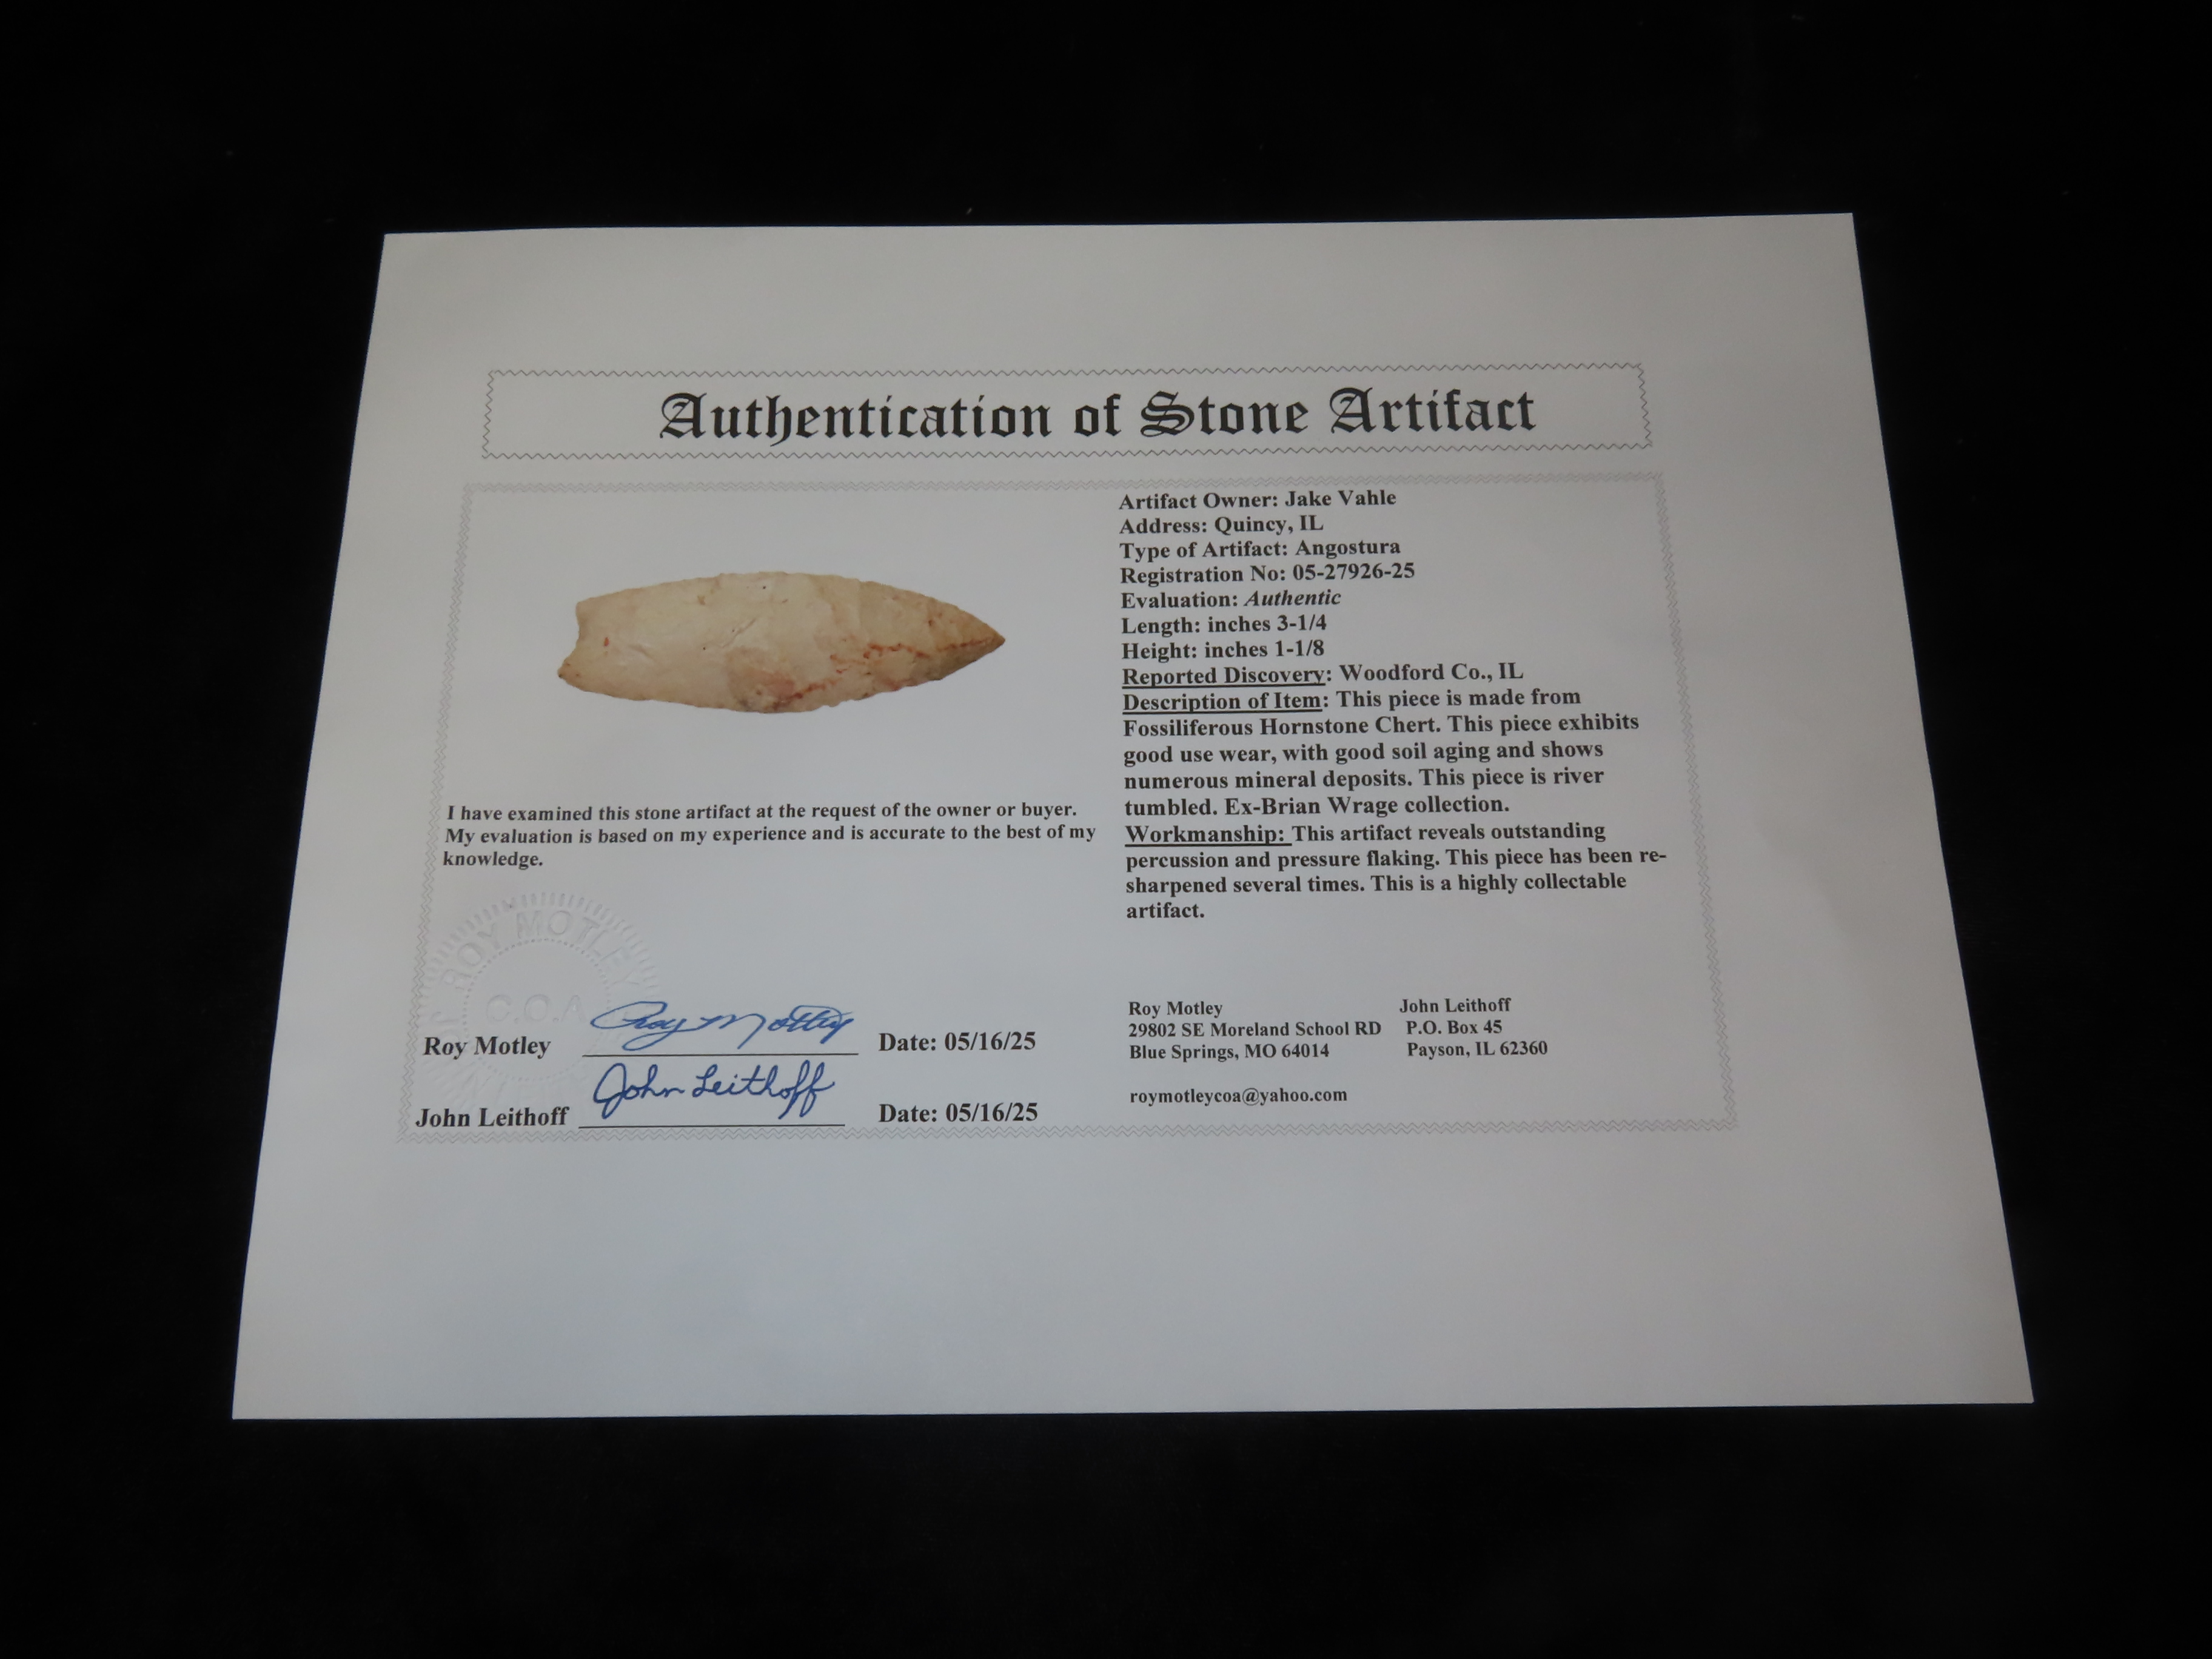 Authentication of Stone Artifact
Artifact Owner: Jake Vahle
Address: Quincy, IL
Type of Artifact: Angostura
Registration No: 05-27926-25
Evaluation: Authentic
Length: inches 3-1/4
Height: inches 1-1/8
Reported Discovery: Woodford Co., IL
Description of Item: This piece is made from
Fossiliferous Hornstone Chert. This piece exhibits
good use wear, with good soil aging and shows
numerous mineral deposits. This piece is river
tumbled. Ex-Brian Wrage collection.
Workmanship: This artifact reveals outstanding
percussion and pressure flaking. This piece has been re-
sharpened several times. This is a highly collectable
artifact.
I have examined this stone artifact at the request of the owner or buyer.
My evaluation is based on my experience and is accurate to the best of my
knowledge.
ROY MOTLEY
C.O.A
Roy Motley Roy Motley Date: 05/16/25
John Leithoff John Leithoff Date: 05/16/25
Roy Motley John Leithoff
29802 SE Moreland School RD P.O. Box 45
Blue Springs, MO 64014 Payson, IL 62360
roymotleycoa@yahoo.com